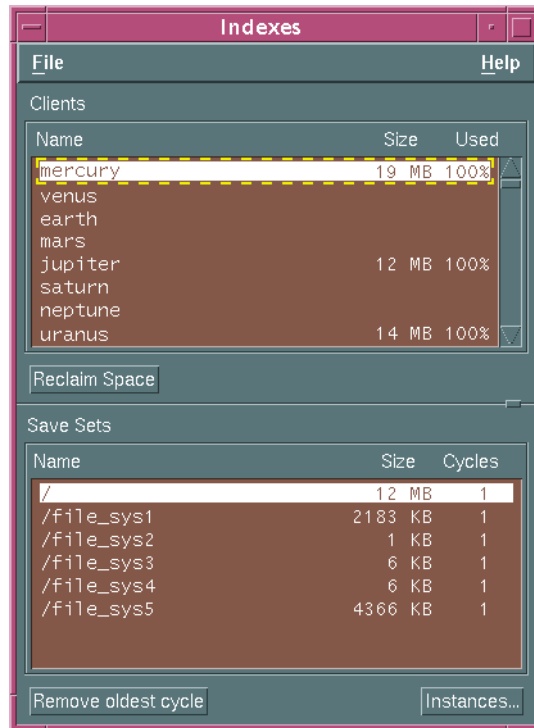 Indexes
File Help
Clients
Name Size Used
mercury 19 MB 100%
venus
earth
mars
jupiter 12 MB 100%
saturn
neptune
uranus 14 MB 100%
Reclaim Space
Save Sets
Name Size Cycles
/ 12 MB 1
/file_sys1 2183 KB 1
/file_sys2 1 KB 1
/file_sys3 6 KB 1
/file_sys4 6 KB 1
/file_sys5 4366 KB 1
Remove oldest cycle Instances...